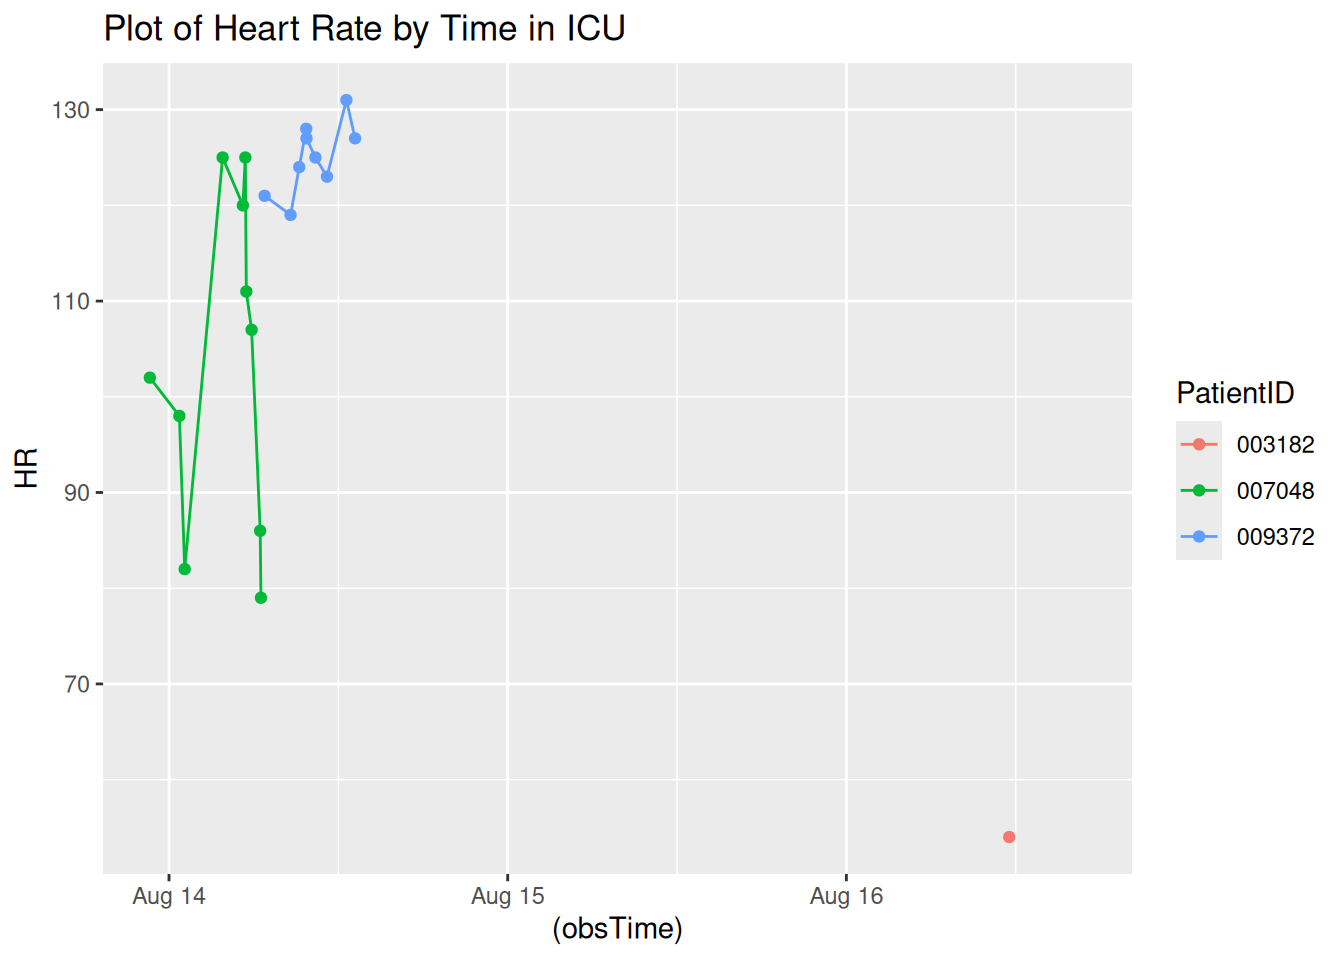 Plot of Heart Rate by Time in ICU
130
110
90
70
HR
Aug 14
Aug 15
Aug 16
(obsTime)
PatientID
003182
007048
009372